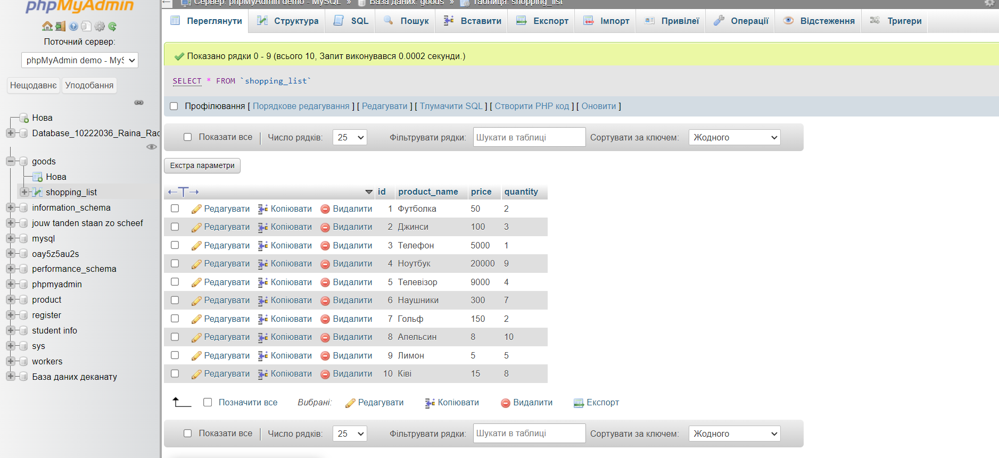 phpMyAdmin
Поточний сервер:
phpMyAdmin demo - MyS
Нещодавнє Уподобання
Нова
Database_10222036_Raina_Rac
goods
Нова
shopping_list
information_schema
jouw tanden staan zo scheef
mysql
oay5z5au2s
performance_schema
phpmyadmin
product
register
student info
sys
workers
База даних деканату
Сервер: phpMyAdmin demo - MySQL » База даних: goods » Таблиця: shopping_list
Переглянути Структура SQL Пошук Вставити Експорт Імпорт Привілеї Операції Відстеження Тригери
Показано рядки 0 - 9 (всього 10, Запит виконувався 0.0002 секунди.)
SELECT * FROM `shopping_list`
Профілювання [ Порядкове редагування ] [ Редагувати ] [ Тлумачити SQL ] [ Створити PHP код ] [ Оновити ]
Показати все Число рядків: 25 Фільтрувати рядки: Шукати в таблиці Сортувати за ключем: Жодного
Екстра параметри
←T→ id product_name price quantity
Редагувати Копіювати Видалити 1 Футболка 50 2
Редагувати Копіювати Видалити 2 Джинси 100 3
Редагувати Копіювати Видалити 3 Телефон 5000 1
Редагувати Копіювати Видалити 4 Ноутбук 20000 9
Редагувати Копіювати Видалити 5 Телевізор 9000 4
Редагувати Копіювати Видалити 6 Наушники 300 7
Редагувати Копіювати Видалити 7 Гольф 150 2
Редагувати Копіювати Видалити 8 Апельсин 8 10
Редагувати Копіювати Видалити 9 Лимон 5 5
Редагувати Копіювати Видалити 10 Ківі 15 8
Позначити все Вибрані: Редагувати Копіювати Видалити Експорт
Показати все Число рядків: 25 Фільтрувати рядки: Шукати в таблиці Сортувати за ключем: Жодного